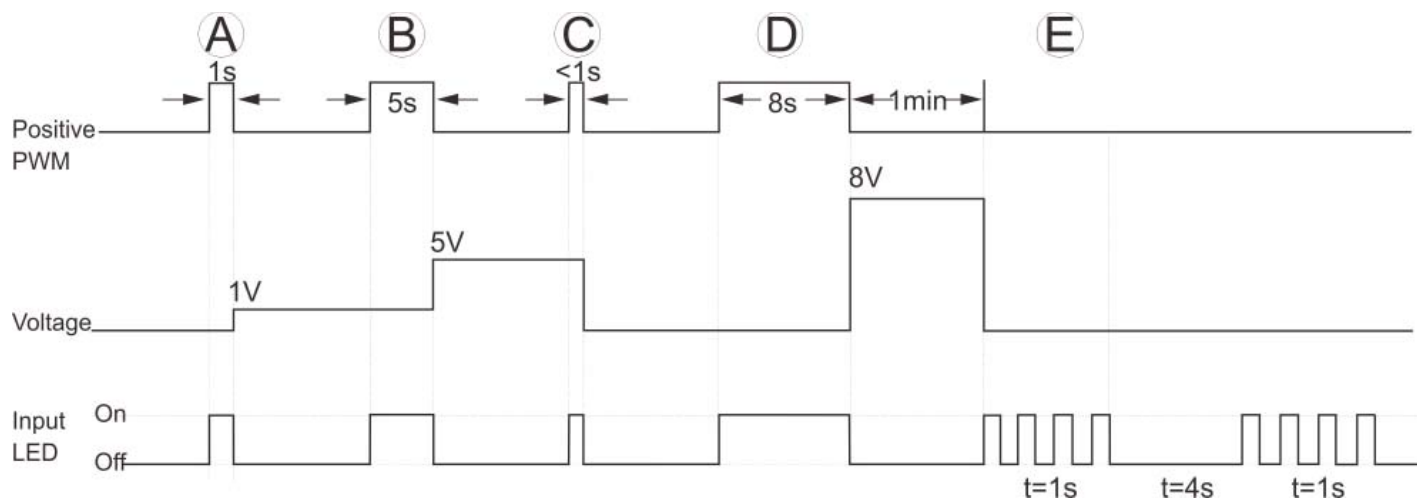 A B C D E
1s <1s
5s 8s 1min
Positive
PWM
8V
5V
1V
Voltage
Input On
LED
Off
t=1s t=4s t=1s